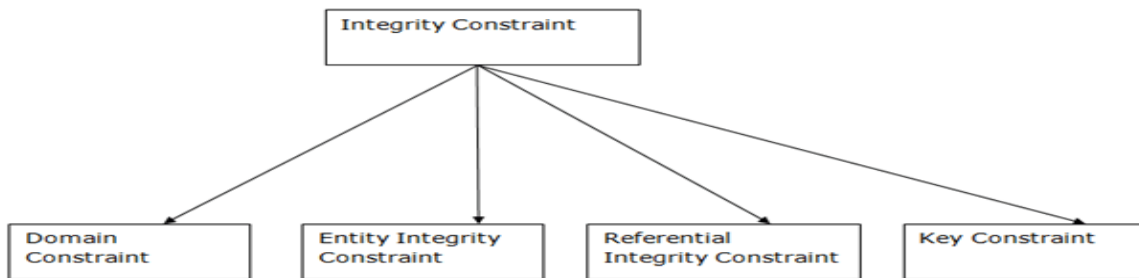 Integrity Constraint
Domain
Constraint
Entity Integrity
Constraint
Referential
Integrity Constraint
Key Constraint